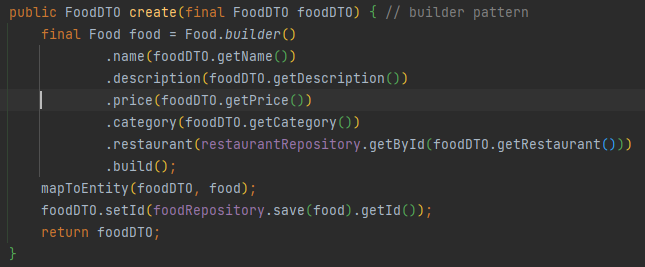 public FoodDTO create(final FoodDTO foodDTO) { // builder pattern
    final Food food = Food.builder()
            .name(foodDTO.getName())
            .description(foodDTO.getDescription())
            .price(foodDTO.getPrice())
            .category(foodDTO.getCategory())
            .restaurant(restaurantRepository.getById(foodDTO.getRestaurant()))
            .build();
    mapToEntity(foodDTO, food);
    foodDTO.setId(foodRepository.save(food).getId());
    return foodDTO;
}